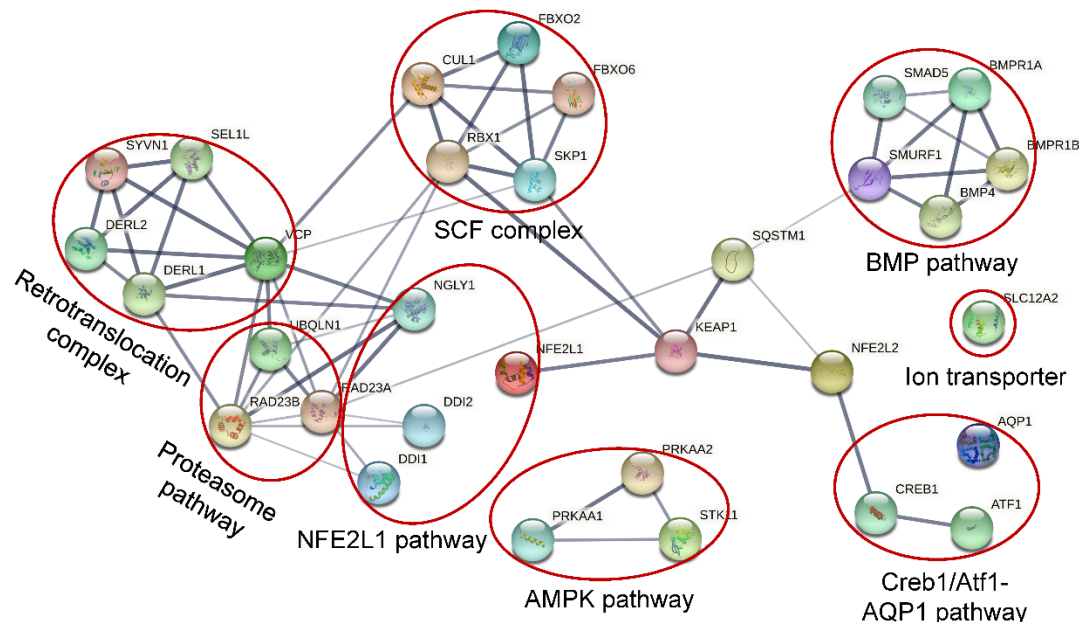 FBXO2
CUL1
FBXO6
RBX1
SKP1
SCF complex
SMAD5
BMPR1A
BMPR1B
SMURF1
BMP4
BMP pathway
SYVN1
SEL1L
DERL2
VCP
DERL1
Retrotranslocation
complex
SQSTM1
NGLY1
UBQLN1
RAD23B
RAD23A
Proteasome
pathway
NFE2L1
DDI2
DDI1
NFE2L1 pathway
KEAP1
NFE2L2
SLC12A2
Ion transporter
PRKAA2
PRKAA1
STK11
AMPK pathway
AQP1
CREB1
ATF1
Creb1/Atf1-
AQP1 pathway